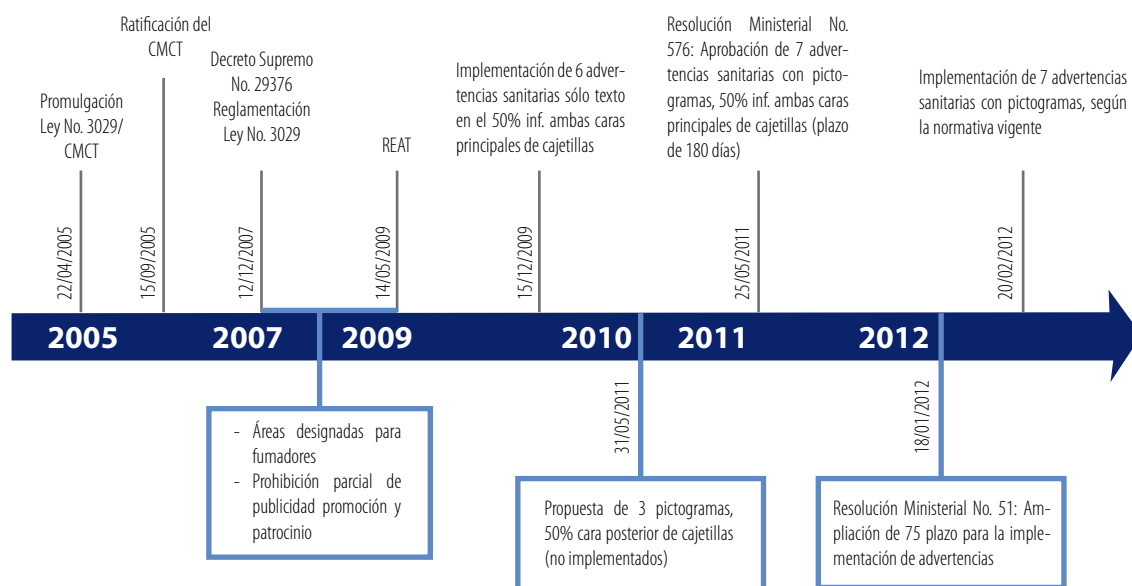 Ratificación del
CMCT
Promulgación
Ley No. 3029/
CMCT
Decreto Supremo
No. 29376
Reglamentación
Ley No. 3029
REAT
Implementación de 6 adver-
tencias sanitarias sólo texto
en el 50% inf. ambas caras
principales de cajetillas
Resolución Ministerial No.
576: Aprobación de 7 adver-
tencias sanitarias con picto-
gramas, 50% inf. ambas caras
principales de cajetillas (plazo
de 180 días)
Implementación de 7 advertencias
sanitarias con pictogramas, según
la normativa vigente
22/04/2005
15/09/2005
12/12/2007
14/05/2009
15/12/2009
25/05/2011
20/02/2012
2005
2007
2009
2010
2011
2012
31/05/2011
18/01/2012
- Áreas designadas para
fumadores
- Prohibición parcial de
publicidad promoción y
patrocinio
Propuesta de 3 pictogramas,
50% cara posterior de cajetillas
(no implementados)
Resolución Ministerial No. 51: Am-
pliación de 75 plazo para la imple-
mentación de advertencias